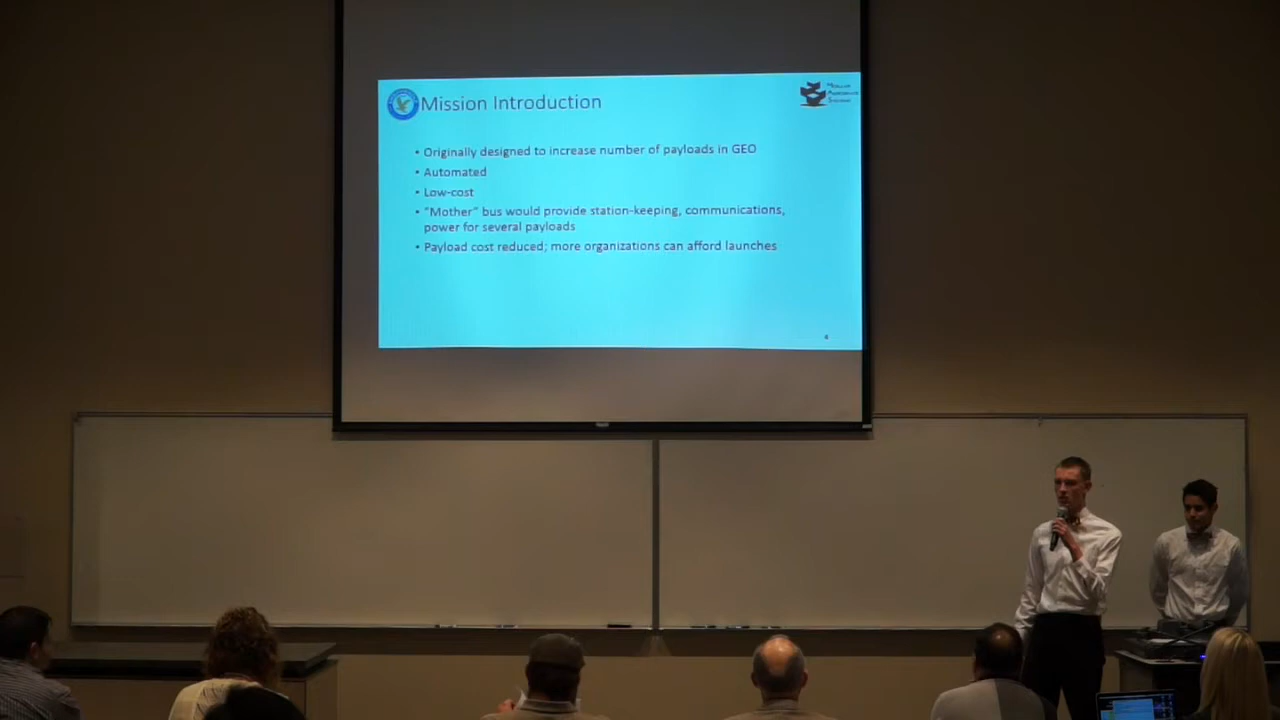 Mission Introduction
• Originally designed to increase number of payloads in GEO
• Automated
• Low-cost
• “Mother” bus would provide station-keeping, communications,
power for several payloads
• Payload cost reduced; more organizations can afford launches